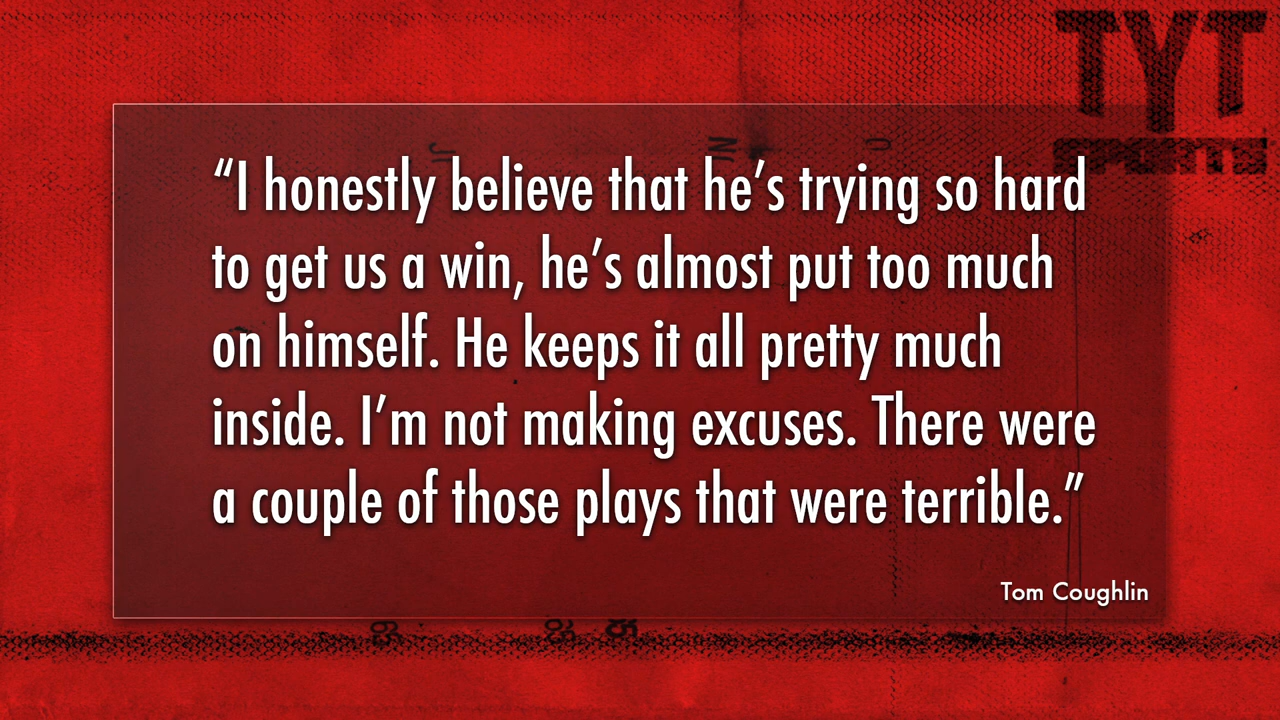 TYT
SPORTS
“I honestly believe that he’s trying so hard
to get us a win, he’s almost put too much
on himself. He keeps it all pretty much
inside. I’m not making excuses. There were
a couple of those plays that were terrible.”
Tom Coughlin